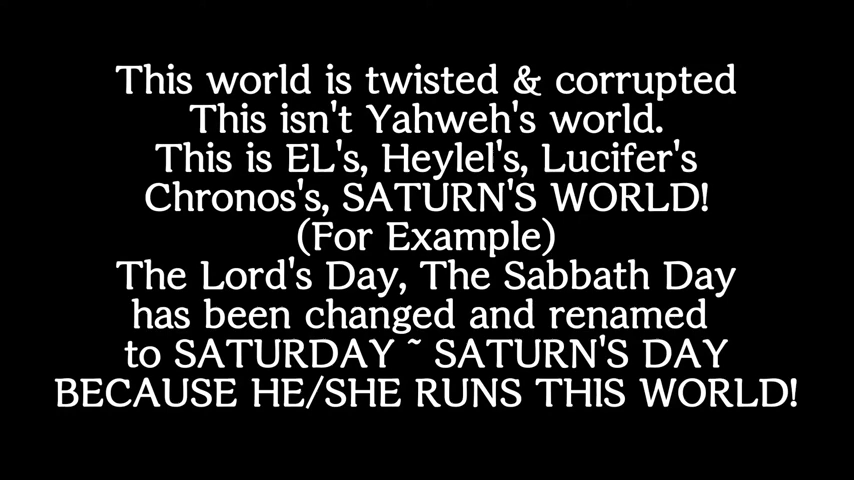 This world is twisted & corrupted
This isn't Yahweh's world.
This is EL's, Heylel's, Lucifer's
Chronos's, SATURN'S WORLD!
(For Example)
The Lord's Day, The Sabbath Day
has been changed and renamed
to SATURDAY ~ SATURN'S DAY
BECAUSE HE/SHE RUNS THIS WORLD!